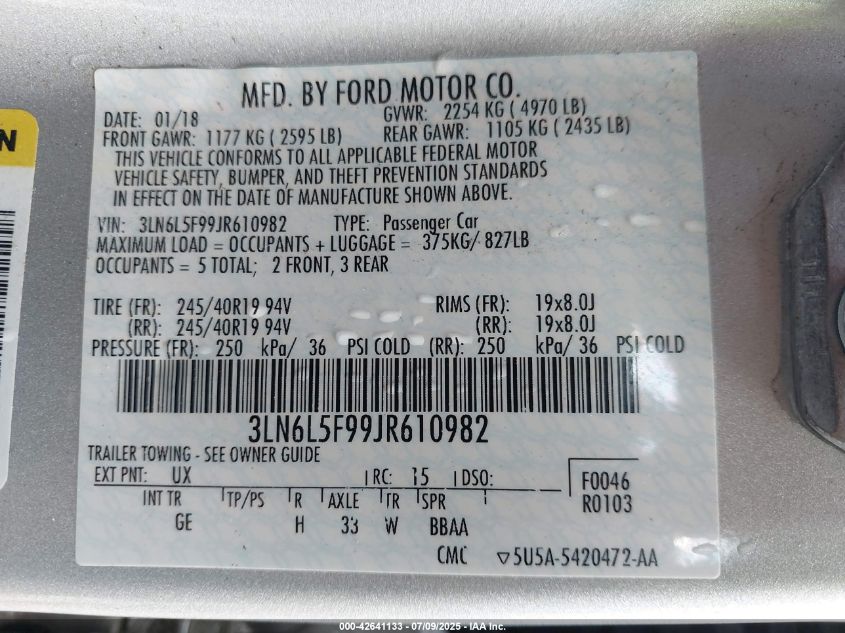 MFD. BY FORD MOTOR CO.
DATE: 01/18 GVWR: 2254 KG ( 4970 LB)
FRONT GAWR: 1177 KG ( 2595 LB) REAR GAWR: 1105 KG ( 2435 LB)
THIS VEHICLE CONFORMS TO ALL APPLICABLE FEDERAL MOTOR
VEHICLE SAFETY, BUMPER, AND THEFT PREVENTION STANDARDS
IN EFFECT ON THE DATE OF MANUFACTURE SHOWN ABOVE.
VIN: 3LN6L5F99JR610982 TYPE: Passenger Car
MAXIMUM LOAD = OCCUPANTS + LUGGAGE = 375KG/ 827LB
OCCUPANTS = 5 TOTAL; 2 FRONT, 3 REAR
TIRE (FR): 245/40R19 94V RIMS (FR): 19x8.0J
(RR): 245/40R19 94V (RR): 19x8.0J
PRESSURE (FR): 250 kPa/ 36 PSI COLD (RR): 250 kPa/ 36 PSI COLD
3LN6L5F99JR610982
TRAILER TOWING - SEE OWNER GUIDE
EXT PNT: UX RC: 15 DSO: F0046
INT TR TP/PS R AXLE TR SPR R0103
GE H 33 W BBAA
CMC ▽5U5A-5420472-AA
N
000-42641133 - 07/09/2025 - IAA Inc.